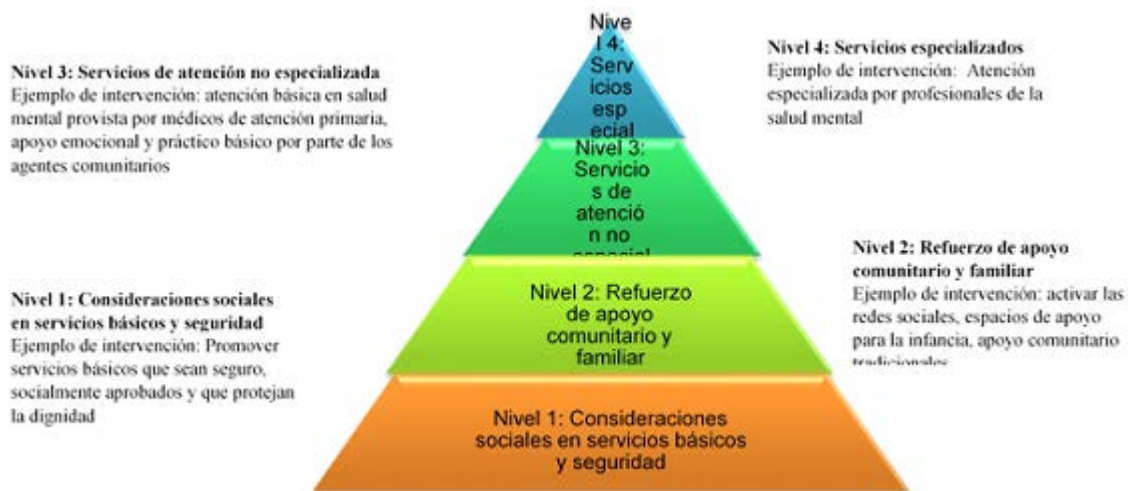 Nivel 3: Servicios de atención no especializada
Ejemplo de intervención: atención básica en salud
mental provista por médicos de atención primaria,
apoyo emocional y práctico básico por parte de los
agentes comunitarios
Nivel 1: Consideraciones sociales
en servicios básicos y seguridad
Ejemplo de intervención: Promover
servicios básicos que sean seguro,
socialmente aprobados y que protejan
la dignidad
Nive
l 4:
Serv
icios
esp
ecial
Nivel 3:
Servicio
s de
atenció
n no
especial
Nivel 2: Refuerzo
de apoyo
comunitario y
familiar
Nivel 1: Consideraciones
sociales en servicios básicos
y seguridad
Nivel 4: Servicios especializados
Ejemplo de intervención: Atención
especializada por profesionales de la
salud mental
Nivel 2: Refuerzo de apoyo
comunitario y familiar
Ejemplo de intervención: activar las
redes sociales, espacios de apoyo
para la infancia, apoyo comunitario
tradicionales